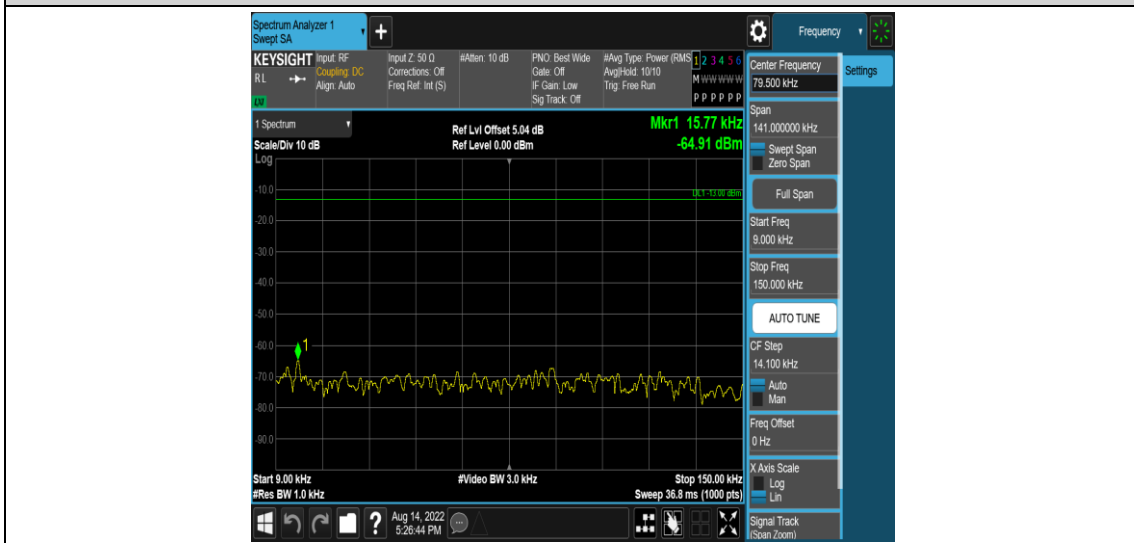 Spectrum Analyzer 1
Swept SA
+
Frequency
KEYSIGHT
RL
LXI
Input: RF
Coupling: DC
Align: Auto
Input Z: 50 Ω
Corrections: Off
Freq Ref: Int (S)
#Atten: 10 dB
PNO: Best Wide
Gate: Off
IF Gain: Low
Sig Track: Off
#Avg Type: Power (RMS
Avg|Hold: 10/10
Trig: Free Run
1 2 3 4 5 6
M W W W W W
P P P P P P
Center Frequency
79.500 kHz
Settings
Span
141.000000 kHz
Swept Span
Zero Span
Full Span
Start Freq
9.000 kHz
Stop Freq
150.000 kHz
AUTO TUNE
CF Step
14.100 kHz
Auto
Man
Freq Offset
0 Hz
X Axis Scale
Log
Lin
Signal Track
(Span Zoom)
1 Spectrum
Scale/Div 10 dB
Ref Lvl Offset 5.04 dB
Ref Level 0.00 dBm
Mkr1 15.77 kHz
-64.91 dBm
Log
DL1 -13.00 dBm
-10.0
-20.0
-30.0
-40.0
-50.0
-60.0
1
-70.0
-80.0
-90.0
Start 9.00 kHz
#Video BW 3.0 kHz
Stop 150.00 kHz
#Res BW 1.0 kHz
Sweep 36.8 ms (1000 pts)
?
Aug 14, 2022
5:26:44 PM